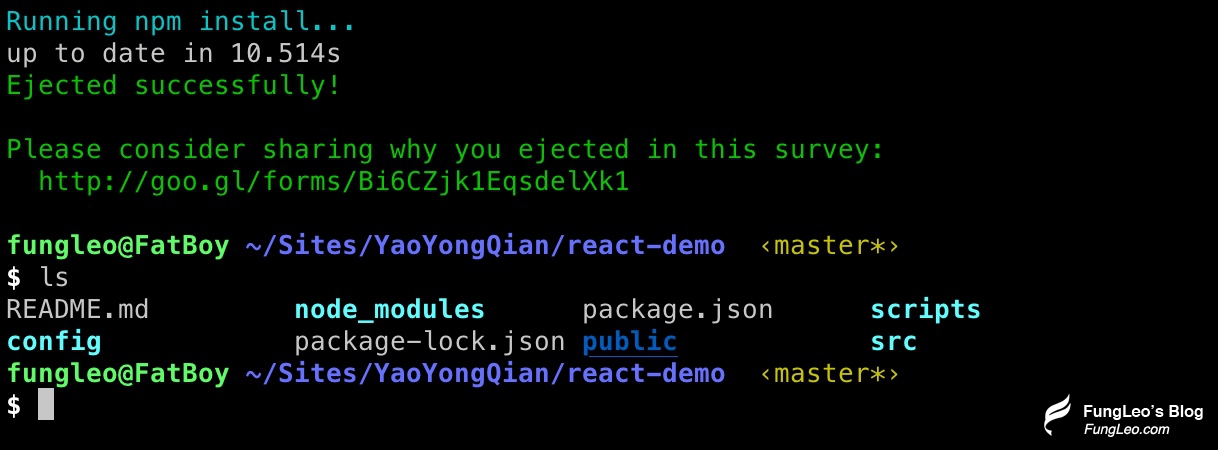 Running npm install...
up to date in 10.514s
Ejected successfully!
Please consider sharing why you ejected in this survey:
http://goo.gl/forms/Bi6CZjk1EqsdelXk1
fungleo@FatBoy ~/Sites/YaoYongQian/react-demo ‹master*›
$ ls
README.md node_modules package.json scripts
config package-lock.json public src
fungleo@FatBoy ~/Sites/YaoYongQian/react-demo ‹master*›
$
FungLeo's Blog
FungLeo.com